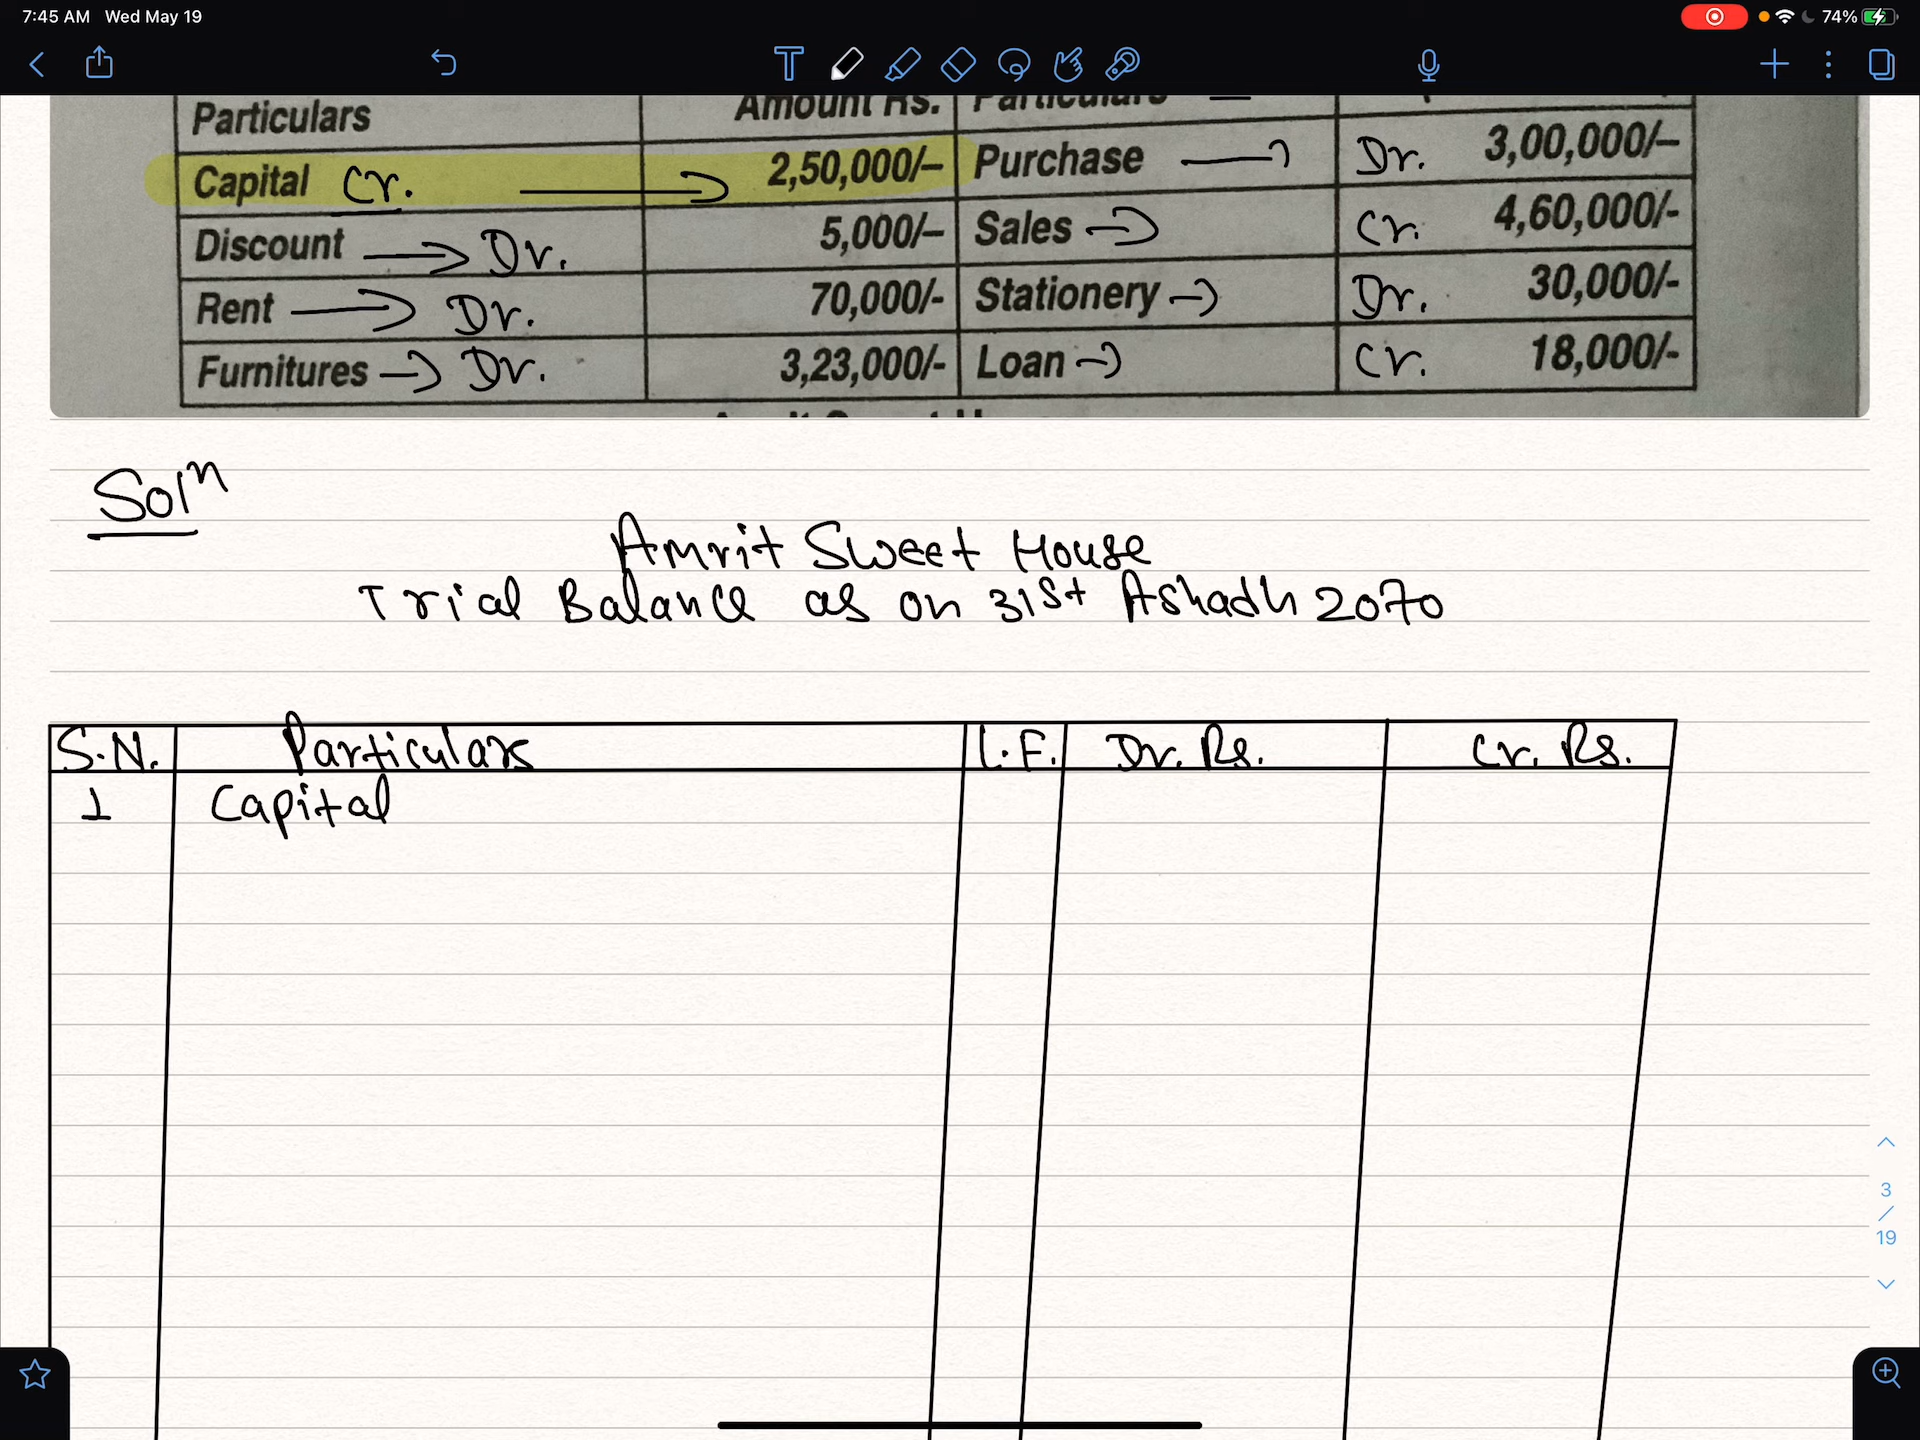 7:45 AM Wed May 19
74%
Particulars Amount Rs. Particulars
Capital Cr. → 2,50,000/– Purchase → Dr. 3,00,000/–
Discount → Dr. 5,000/– Sales → Cr. 4,60,000/-
Rent → Dr. 70,000/- Stationery → Dr. 30,000/-
Furnitures → Dr. 3,23,000/- Loan → Cr. 18,000/-
Solⁿ
Amrit Sweet House
Trial Balance as on 31st Ashadh 2070
S.N. Particulars L.F. Dr. Rs. Cr. Rs.
1 Capital
3
/
19